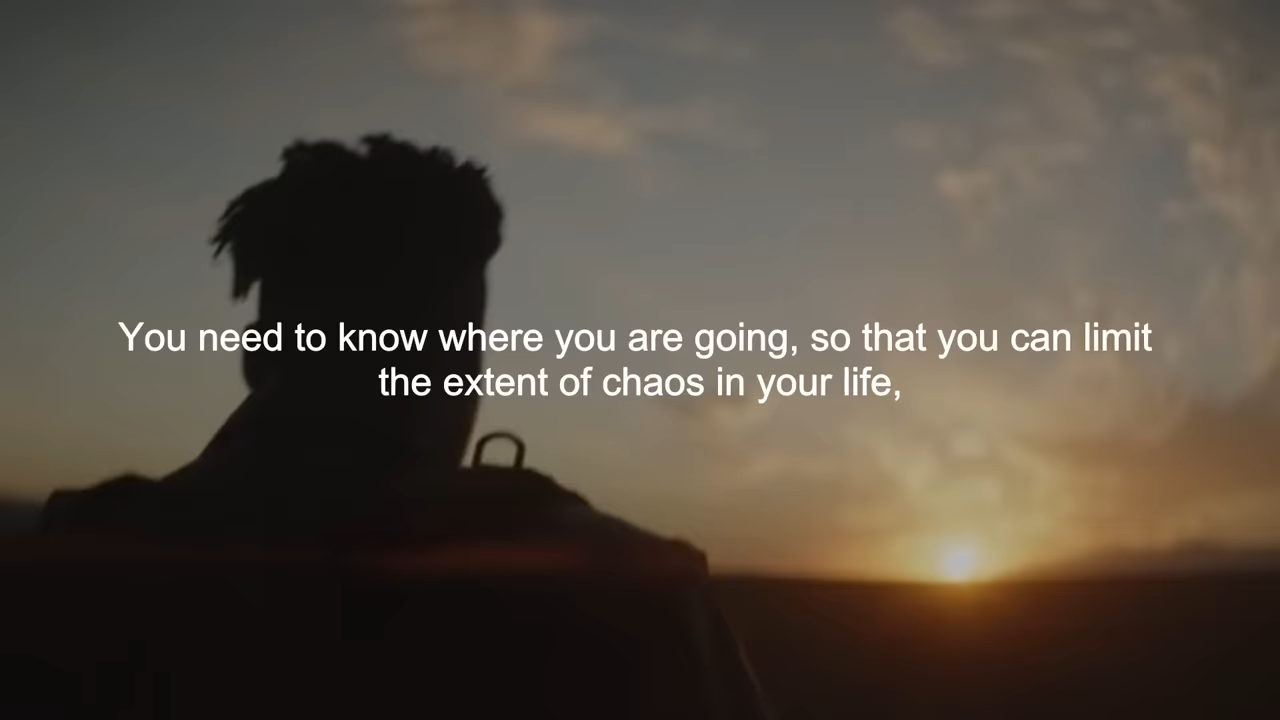 You need to know where you are going, so that you can limit
the extent of chaos in your life,